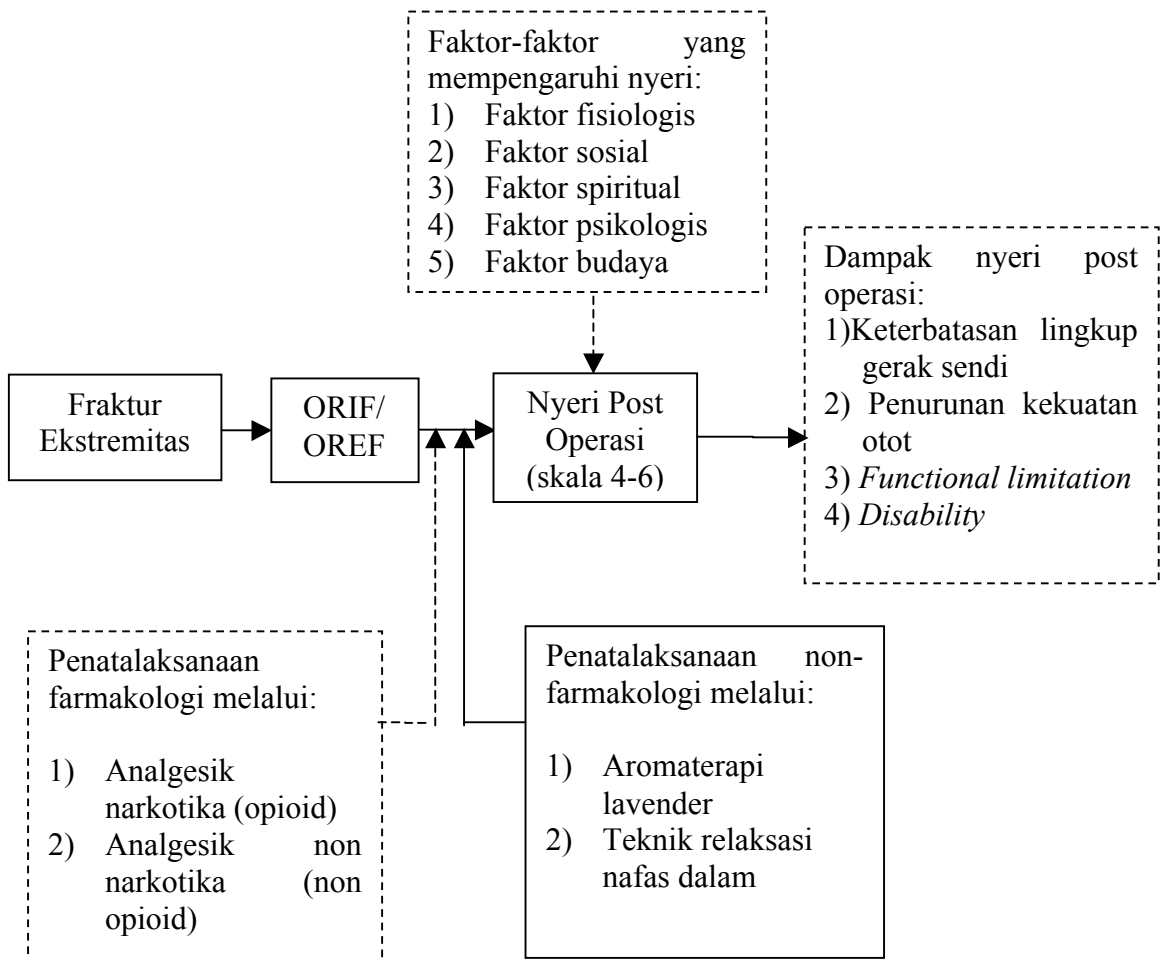 Faktor-faktor yang
mempengaruhi nyeri:
1) Faktor fisiologis
2) Faktor sosial
3) Faktor spiritual
4) Faktor psikologis
5) Faktor budaya
Fraktur
Ekstremitas
ORIF/
OREF
Nyeri Post
Operasi
(skala 4-6)
Dampak nyeri post
operasi:
1)Keterbatasan lingkup
gerak sendi
2) Penurunan kekuatan
otot
3) Functional limitation
4) Disability
Penatalaksanaan
farmakologi melalui:
1) Analgesik
narkotika (opioid)
2) Analgesik non
narkotika (non
opioid)
Penatalaksanaan non-
farmakologi melalui:
1) Aromaterapi
lavender
2) Teknik relaksasi
nafas dalam